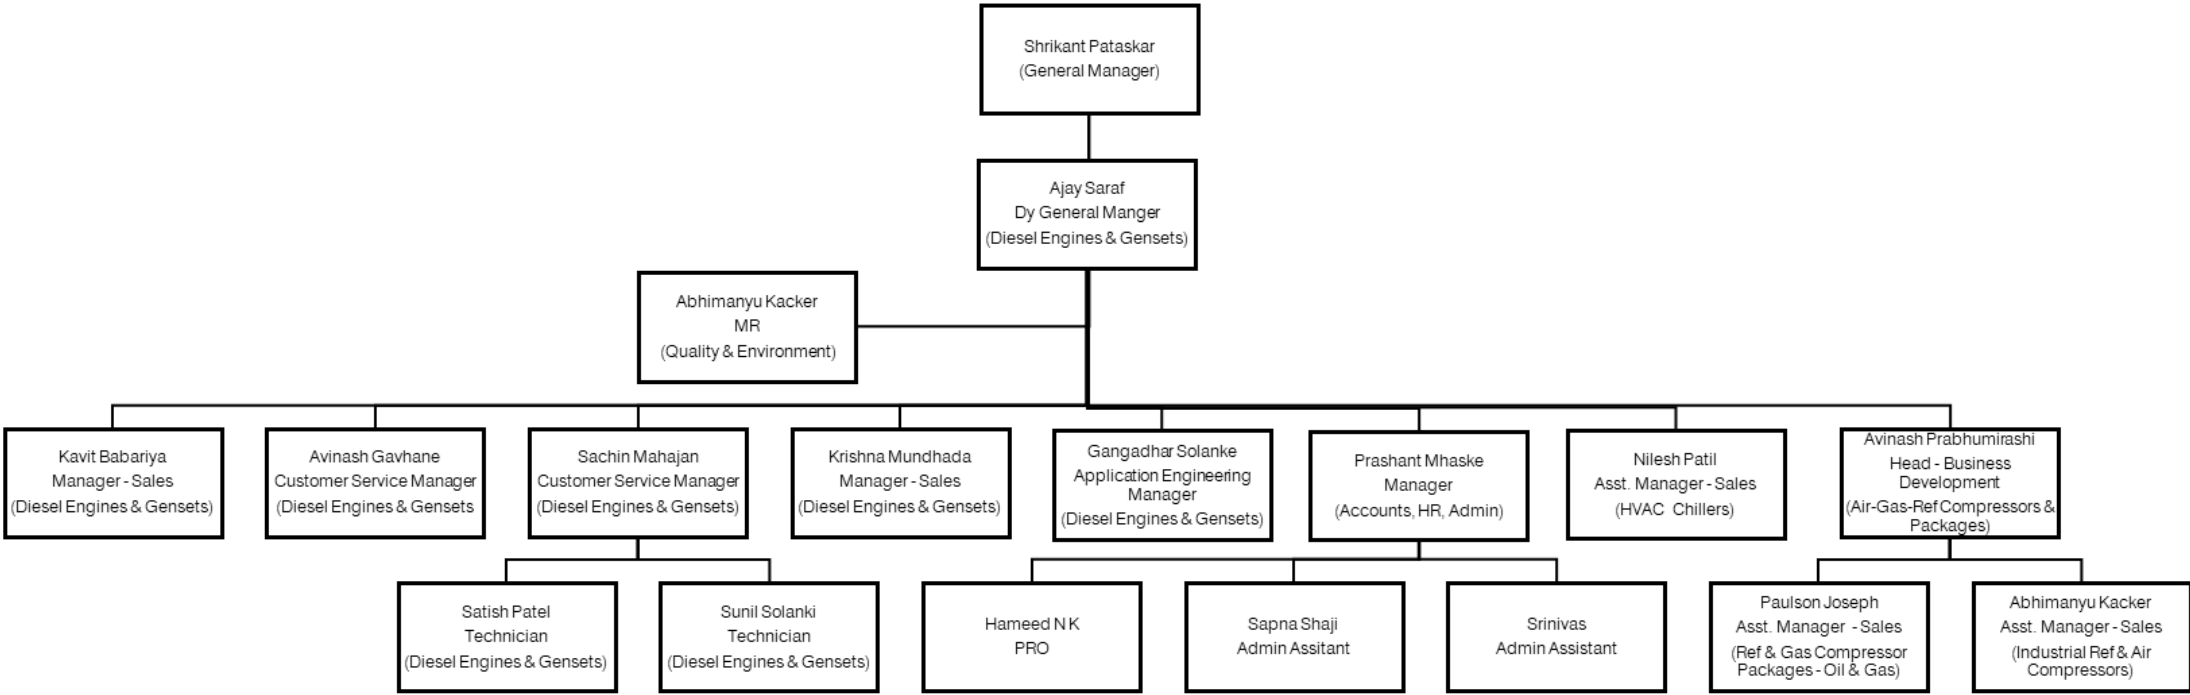 Shrikant Pataskar
(General Manager)
Ajay Saraf
Dy General Manger
(Diesel Engines & Gensets)
Abhimanyu Kacker
MR
(Quality & Environment)
Kavit Babariya
Manager - Sales
(Diesel Engines & Gensets)
Avinash Gavhane
Customer Service Manager
(Diesel Engines & Gensets
Sachin Mahajan
Customer Service Manager
(Diesel Engines & Gensets)
Krishna Mundhada
Manager - Sales
(Diesel Engines & Gensets)
Gangadhar Solanke
Application Engineering
Manager
(Diesel Engines & Gensets)
Prashant Mhaske
Manager
(Accounts, HR, Admin)
Nilesh Patil
Asst. Manager - Sales
(HVAC Chillers)
Avinash Prabhumirashi
Head - Business
Development
(Air-Gas-Ref Compressors &
Packages)
Satish Patel
Technician
(Diesel Engines & Gensets)
Sunil Solanki
Technician
(Diesel Engines & Gensets)
Hameed N K
PRO
Sapna Shaji
Admin Assitant
Srinivas
Admin Assistant
Paulson Joseph
Asst. Manager - Sales
(Ref & Gas Compressor
Packages - Oil & Gas)
Abhimanyu Kacker
Asst. Manager - Sales
(Industrial Ref & Air
Compressors)